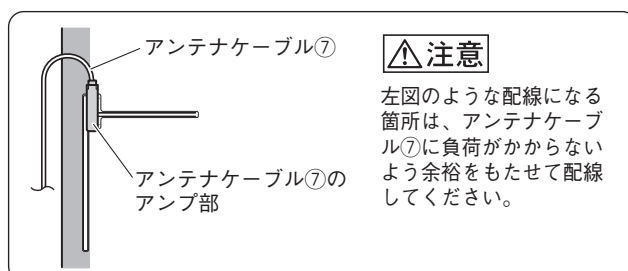 アンテナケーブル⑦
アンテナケーブル⑦の
アンプ部
注意
左図のような配線になる
箇所は、アンテナケーブ
ル⑦に負荷がかからない
よう余裕をもたせて配線
してください。